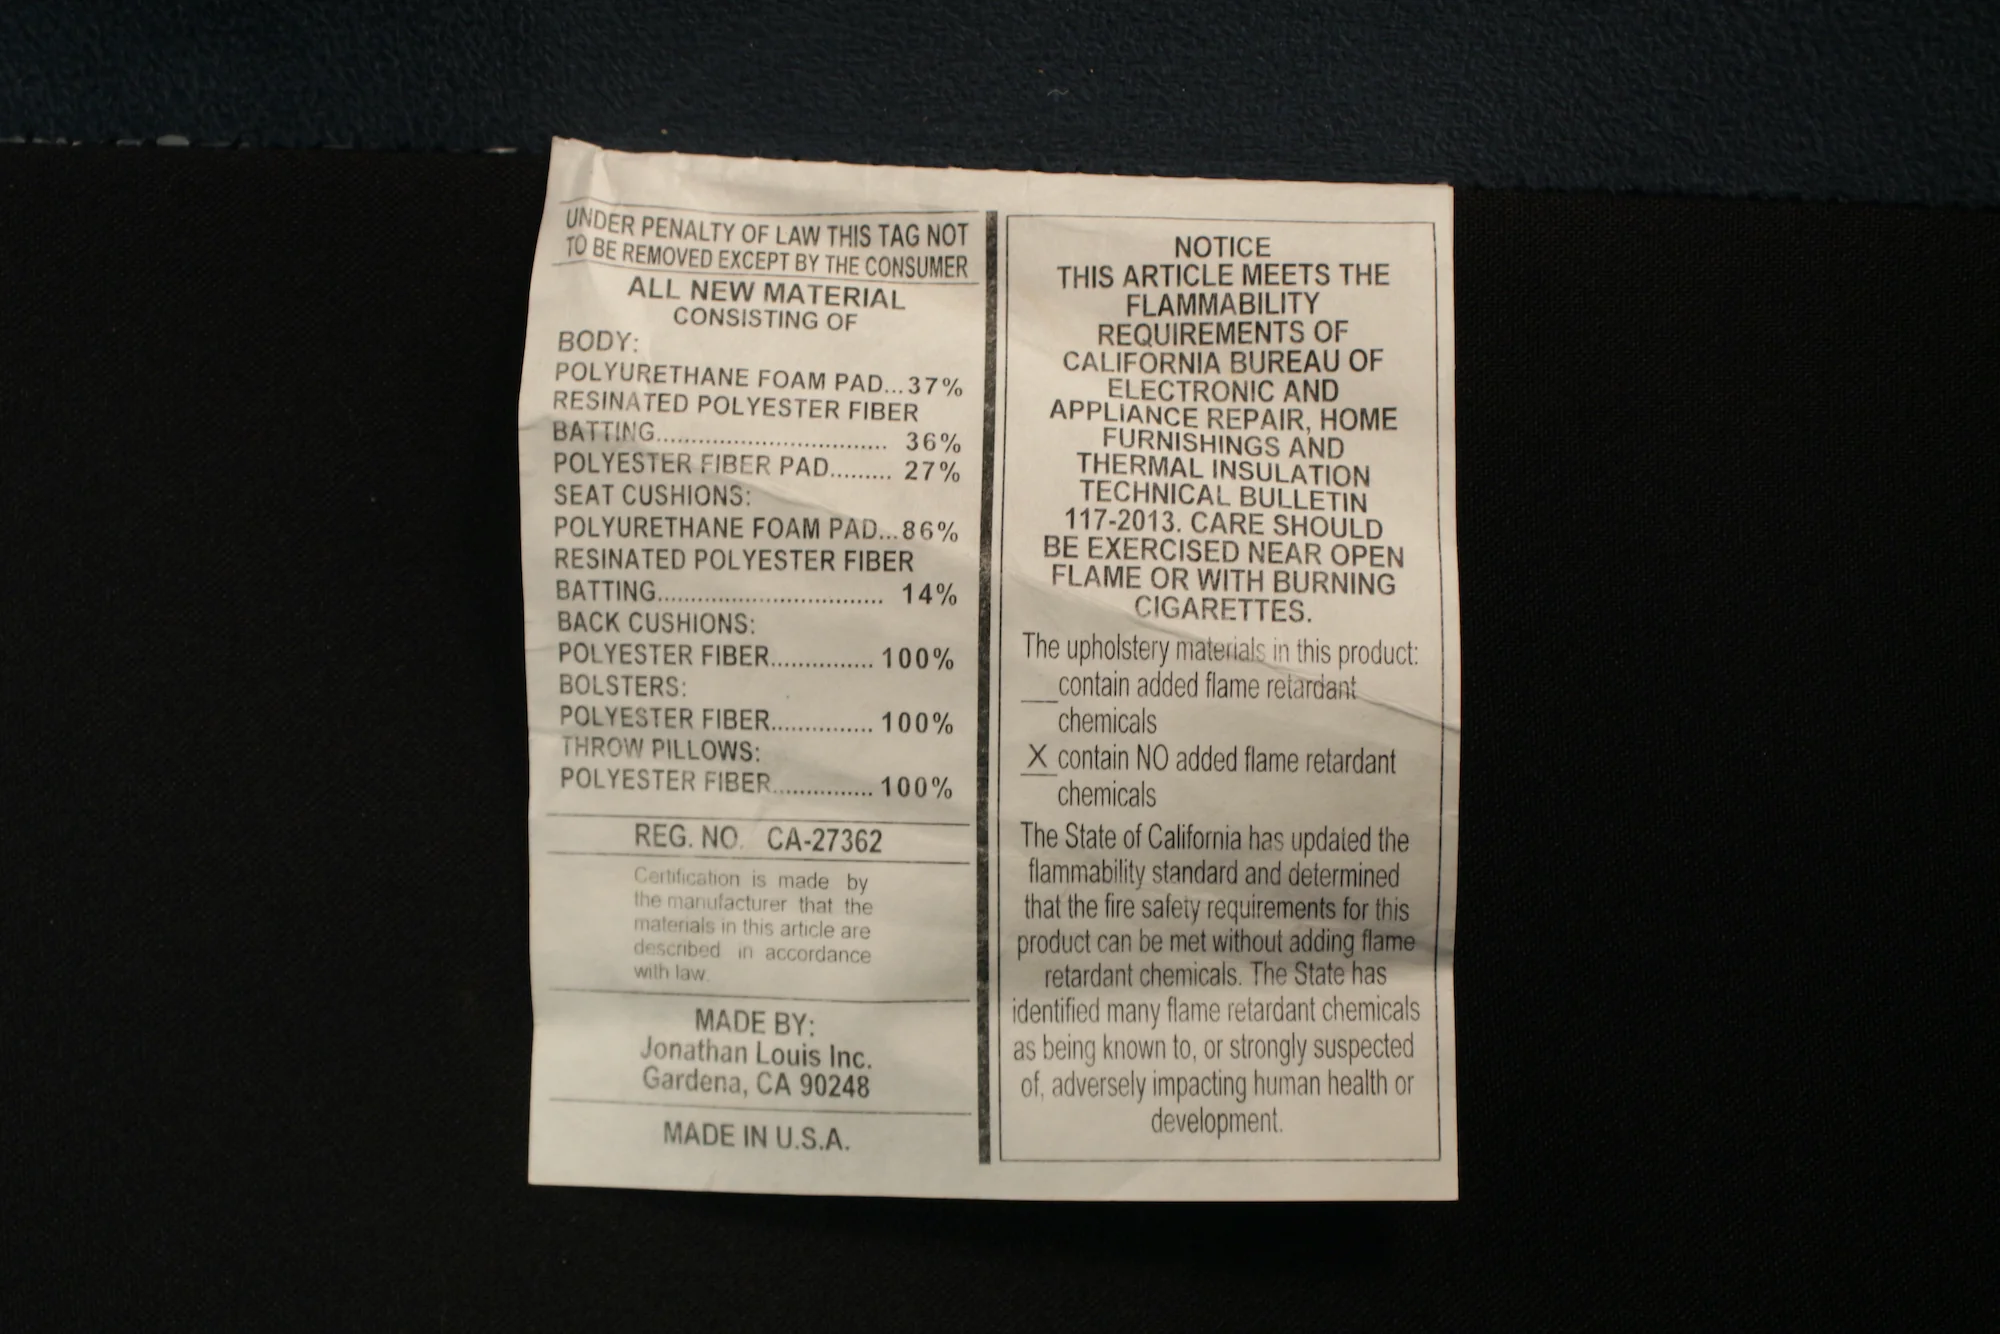 UNDER PENALTY OF LAW THIS TAG NOT
TO BE REMOVED EXCEPT BY THE CONSUMER
ALL NEW MATERIAL
CONSISTING OF
BODY:
POLYURETHANE FOAM PAD...37%
RESINATED POLYESTER FIBER
BATTING................................ 36%
POLYESTER FIBER PAD......... 27%
SEAT CUSHIONS:
POLYURETHANE FOAM PAD...86%
RESINATED POLYESTER FIBER
BATTING................................ 14%
BACK CUSHIONS:
POLYESTER FIBER............... 100%
BOLSTERS:
POLYESTER FIBER............... 100%
THROW PILLOWS:
POLYESTER FIBER............... 100%
REG. NO. CA-27362
Certification is made by
the manufacturer that the
materials in this article are
described in accordance
with law.
MADE BY:
Jonathan Louis Inc.
Gardena, CA 90248
MADE IN U.S.A.
NOTICE
THIS ARTICLE MEETS THE
FLAMMABILITY
REQUIREMENTS OF
CALIFORNIA BUREAU OF
ELECTRONIC AND
APPLIANCE REPAIR, HOME
FURNISHINGS AND
THERMAL INSULATION
TECHNICAL BULLETIN
117-2013. CARE SHOULD
BE EXERCISED NEAR OPEN
FLAME OR WITH BURNING
CIGARETTES.
The upholstery materials in this product:
___ contain added flame retardant
chemicals
X contain NO added flame retardant
chemicals
The State of California has updated the
flammability standard and determined
that the fire safety requirements for this
product can be met without adding flame
retardant chemicals. The State has
identified many flame retardant chemicals
as being known to, or strongly suspected
of, adversely impacting human health or
development.